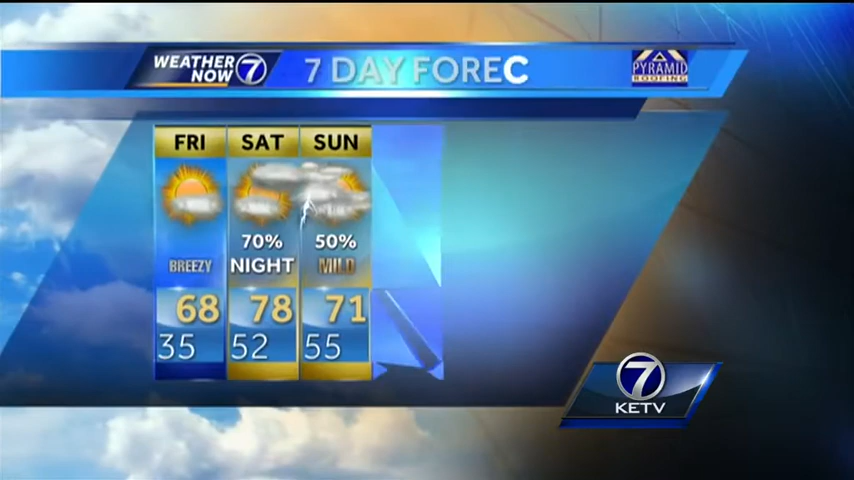 WEATHER NOW 7
7 DAY FOREC
PYRAMID
ROOFING
FRI SAT SUN
70% 50%
BREEZY NIGHT MILD
68 78 71
35 52 55
7
KETV